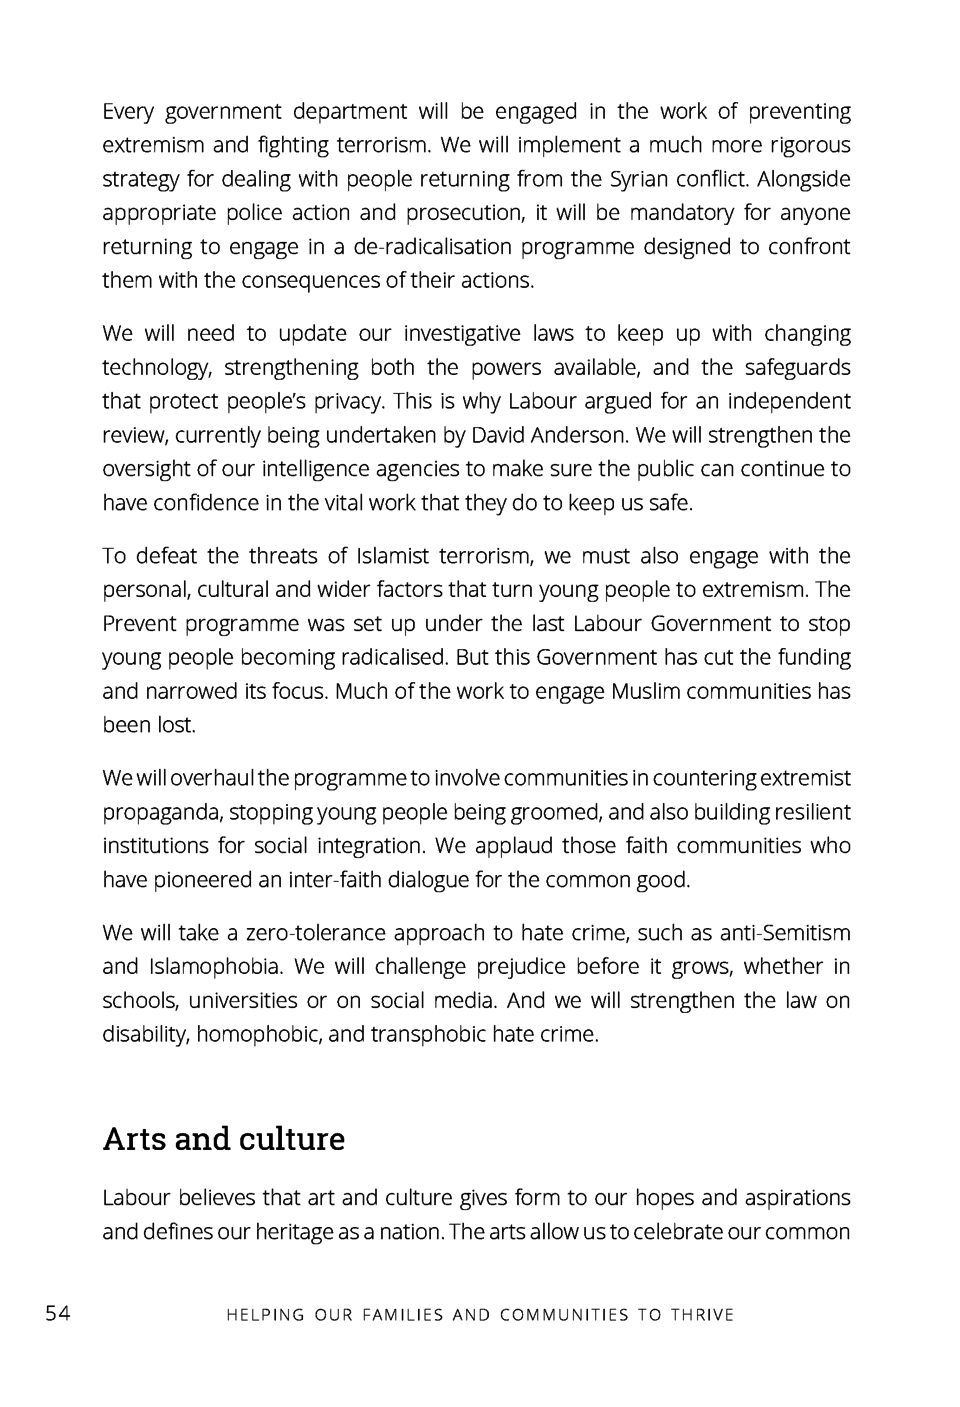 Every government department will be engaged in the work of preventing
extremism and fighting terrorism. We will implement a much more rigorous
strategy for dealing with people returning from the Syrian conflict. Alongside
appropriate police action and prosecution, it will be mandatory for anyone
returning to engage in a de-radicalisation programme designed to confront
them with the consequences of their actions.
We will need to update our investigative laws to keep up with changing
technology, strengthening both the powers available, and the safeguards
that protect people’s privacy. This is why Labour argued for an independent
review, currently being undertaken by David Anderson. We will strengthen the
oversight of our intelligence agencies to make sure the public can continue to
have confidence in the vital work that they do to keep us safe.
To defeat the threats of Islamist terrorism, we must also engage with the
personal, cultural and wider factors that turn young people to extremism. The
Prevent programme was set up under the last Labour Government to stop
young people becoming radicalised. But this Government has cut the funding
and narrowed its focus. Much of the work to engage Muslim communities has
been lost.
We will overhaul the programme to involve communities in countering extremist
propaganda, stopping young people being groomed, and also building resilient
institutions for social integration. We applaud those faith communities who
have pioneered an inter-faith dialogue for the common good.
We will take a zero-tolerance approach to hate crime, such as anti-Semitism
and Islamophobia. We will challenge prejudice before it grows, whether in
schools, universities or on social media. And we will strengthen the law on
disability, homophobic, and transphobic hate crime.
Arts and culture
Labour believes that art and culture gives form to our hopes and aspirations
and defines our heritage as a nation. The arts allow us to celebrate our common
54 HELPING OUR FAMILIES AND COMMUNITIES TO THRIVE